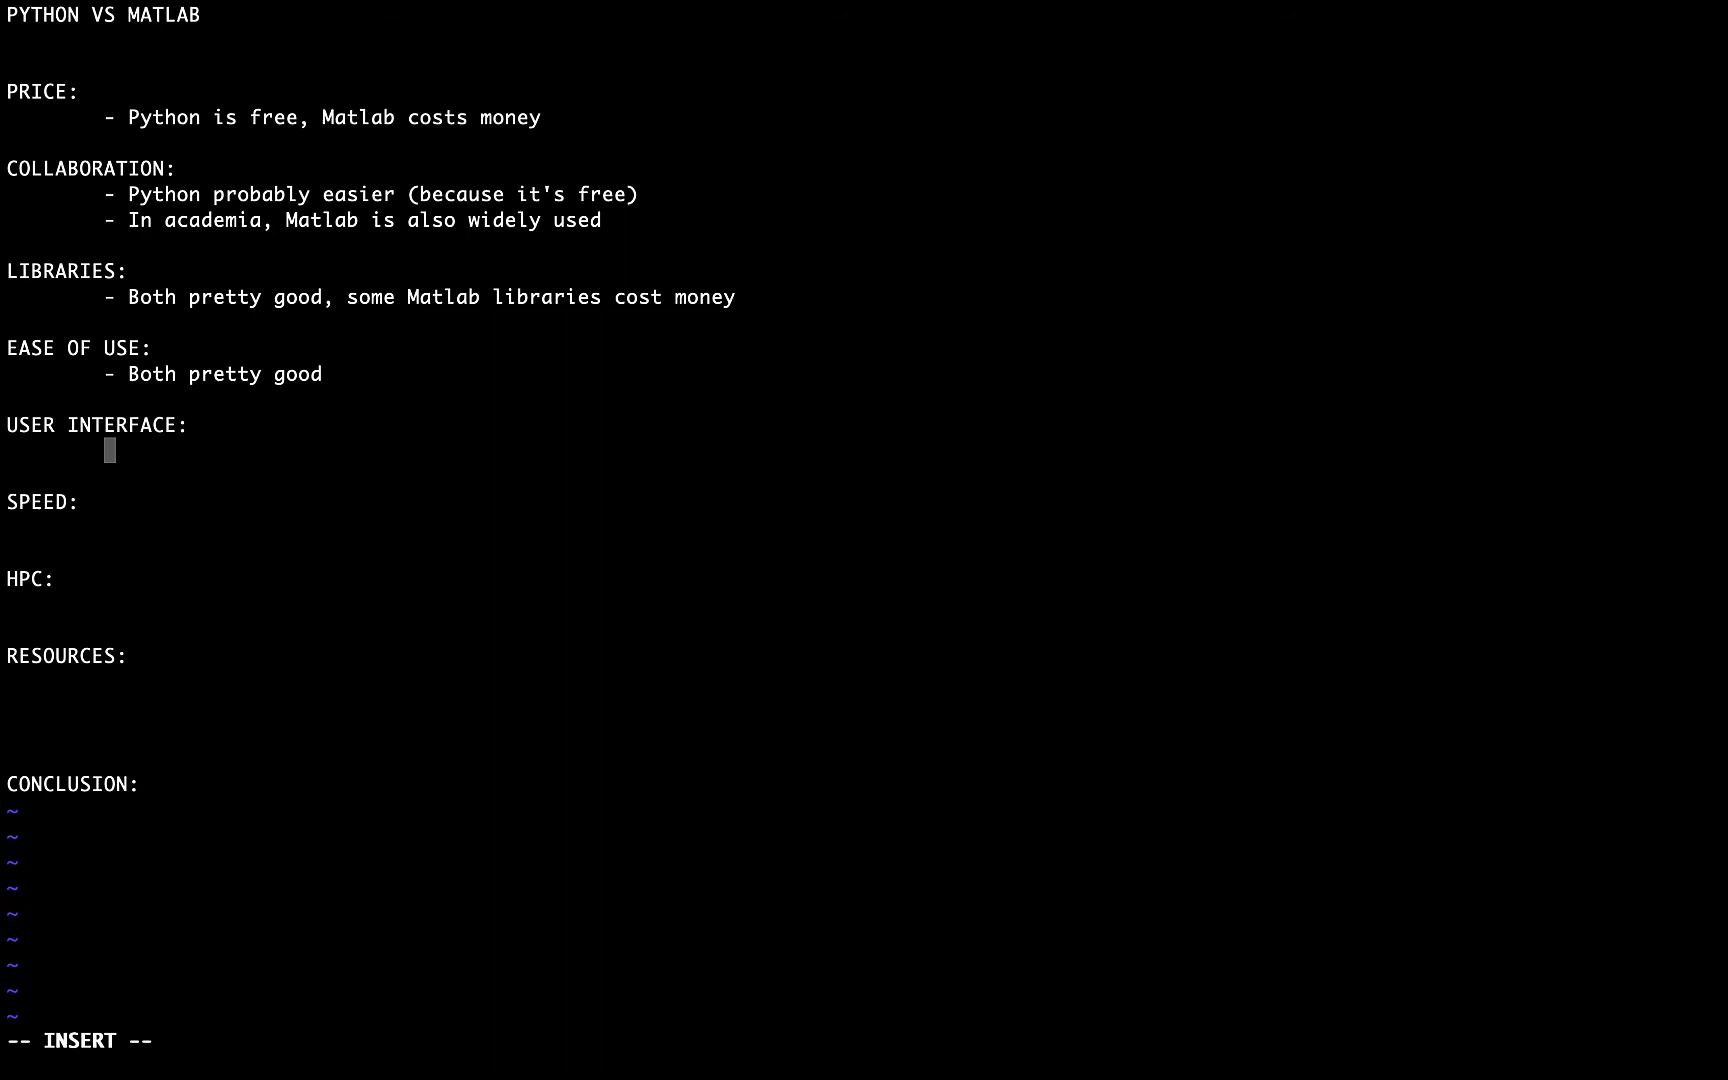 PYTHON VS MATLAB
PRICE:
- Python is free, Matlab costs money
COLLABORATION:
- Python probably easier (because it's free)
- In academia, Matlab is also widely used
LIBRARIES:
- Both pretty good, some Matlab libraries cost money
EASE OF USE:
- Both pretty good
USER INTERFACE:
SPEED:
HPC:
RESOURCES:
CONCLUSION:
~
~
~
~
~
~
~
~
~
-- INSERT --